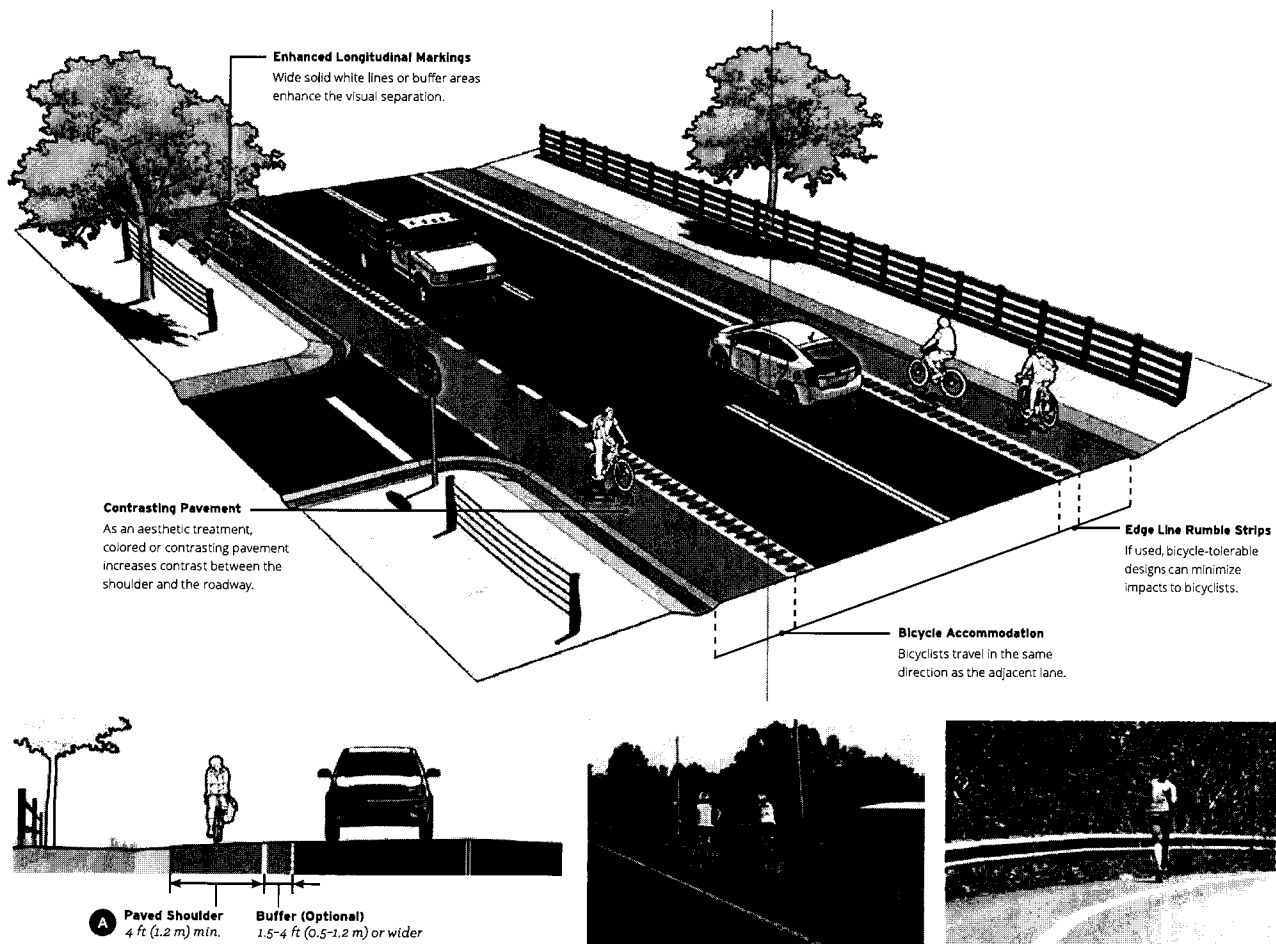 Enhanced Longitudinal Markings
Wide solid white lines or buffer areas
enhance the visual separation.
Contrasting Pavement
As an aesthetic treatment,
colored or contrasting pavement
increases contrast between the
shoulder and the roadway.
Edge Line Rumble Strips
If used, bicycle-tolerable
designs can minimize
impacts to bicyclists.
Bicycle Accommodation
Bicyclists travel in the same
direction as the adjacent lane.
A Paved Shoulder
4 ft (1.2 m) min.
Buffer (Optional)
1.5-4 ft (0.5-1.2 m) or wider